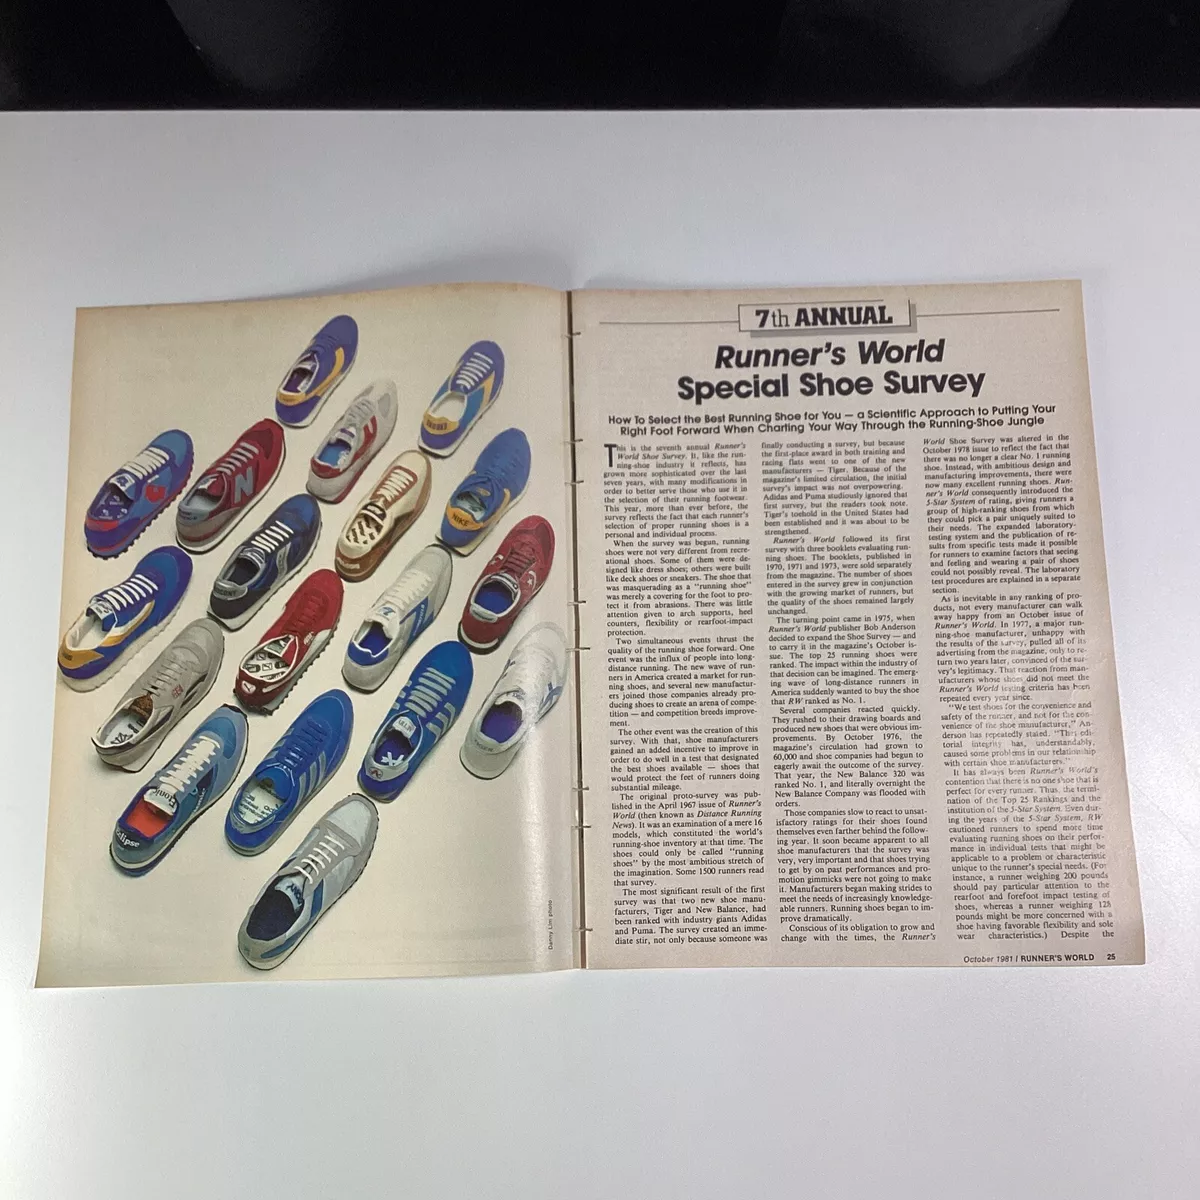 7th ANNUAL
Runner's World
Special Shoe Survey
How To Select the Best Running Shoe for You — a Scientific Approach to Putting Your
Right Foot Forward When Charting Your Way Through the Running-Shoe Jungle
This is the seventh annual Runner's
World Shoe Survey. It, like the run-
ning-shoe industry it reflects, has
grown more sophisticated over the last
seven years, with many modifications in
order to better serve those who use it in
the selection of their running footwear.
This year, more than ever before, the
survey reflects the fact that each runner's
selection of proper running shoes is a
personal and individual process.
When the survey was begun, running
shoes were not very different from recre-
ational shoes. Some of them were de-
signed like dress shoes; others were built
like deck shoes or sneakers. The shoe that
was masquerading as a "running shoe"
was merely a covering for the foot to pro-
tect it from abrasions. There was little
attention given to arch supports, heel
counters, flexibility or rearfoot-impact
protection.
Two simultaneous events thrust the
quality of the running shoe forward. One
event was the influx of people into long-
distance running. The new wave of run-
ners in America created a market for run-
ning shoes, and several new manufactur-
ers joined those companies already pro-
ducing shoes to create an arena of compe-
tition — and competition breeds improve-
ment.
The other event was the creation of this
survey. With that, shoe manufacturers
gained an added incentive to improve in
order to do well in a test that designated
the best shoes available — shoes that
would protect the feet of runners doing
substantial mileage.
The original proto-survey was pub-
lished in the April 1967 issue of Runner's
World (then known as Distance Running
News). It was an examination of a mere 16
models, which constituted the world's
running-shoe inventory at that time. The
shoes could only be called "running
shoes" by the most ambitious stretch of
the imagination. Some 1500 runners read
that survey.
The most significant result of the first
survey was that two new shoe manu-
facturers, Tiger and New Balance, had
been ranked with industry giants Adidas
and Puma. The survey created an imme-
diate stir, not only because someone was
finally conducting a survey, but because
the first-place award in both training and
racing flats went to one of the new
manufacturers — Tiger. Because of the
magazine's limited circulation, the initial
survey's impact was not overpowering.
Adidas and Puma studiously ignored that
first survey, but the readers took note.
Tiger's toehold in the United States had
been established and it was about to be
strengthened.
Runner's World followed its first
survey with three booklets evaluating run-
ning shoes. The booklets, published in
1970, 1971 and 1973, were sold separately
from the magazine. The number of shoes
entered in the survey grew in conjunction
with the growing market of runners, but
the quality of the shoes remained largely
unchanged.
The turning point came in 1975, when
Runner's World publisher Bob Anderson
decided to expand the Shoe Survey — and
to carry it in the magazine's October is-
sue. The top 25 running shoes were
ranked. The impact within the industry of
that decision can be imagined. The emerg-
ing wave of long-distance runners in
America suddenly wanted to buy the shoe
that RW ranked as No. 1.
Several companies reacted quickly.
They rushed to their drawing boards and
produced new shoes that were obvious im-
provements. By October 1976, the
magazine's circulation had grown to
60,000 and shoe companies had begun to
eagerly await the outcome of the survey.
That year, the New Balance 320 was
ranked No. 1, and literally overnight the
New Balance Company was flooded with
orders.
Those companies slow to react to unsat-
isfactory ratings for their shoes found
themselves even farther behind the follow-
ing year. It soon became apparent to all
shoe manufacturers that the survey was
very, very important and that shoes trying
to get by on past performances and pro-
motion gimmicks were not going to make
it. Manufacturers began making strides to
meet the needs of increasingly knowledge-
able runners. Running shoes began to im-
prove dramatically.
Conscious of its obligation to grow and
change with the times, the Runner's
World Shoe Survey was altered in the
October 1978 issue to reflect the fact that
there was no longer a clear No. 1 running
shoe. Instead, with ambitious design and
manufacturing improvements, there were
now many excellent running shoes. Run-
ner's World consequently introduced the
5-Star System of rating, giving runners a
group of high-ranking shoes from which
they could pick a pair uniquely suited to
their needs. The expanded laboratory-
testing system and the publication of re-
sults from specific tests made it possible
for runners to examine factors that seeing
and feeling and wearing a pair of shoes
could not possibly reveal. The laboratory
test procedures are explained in a separate
section.
As is inevitable in any ranking of pro-
ducts, not every manufacturer can walk
away happy from an October issue of
Runner's World. In 1977, a major run-
ning-shoe manufacturer, unhappy with
the results of the survey, pulled all of its
advertising from the magazine, only to re-
turn two years later, convinced of the sur-
vey's legitimacy. That reaction from man-
ufacturers whose shoes did not meet the
Runner's World testing criteria has been
repeated every year since.
"We test shoes for the convenience and
safety of the runner, and not for the con-
venience of the shoe manufacturer," An-
derson has repeatedly stated. "This edi-
torial integrity has, understandably,
caused some problems in our relationship
with certain shoe manufacturers."
It has always been Runner's World's
contention that there is no one shoe that is
perfect for every runner. Thus, the termi-
nation of the Top 25 Rankings and the
institution of the 5-Star System. Even dur-
ing the years of the 5-Star System, RW
cautioned runners to spend more time
evaluating running shoes on their perfor-
mance in individual tests that might be
applicable to a problem or characteristic
unique to the runner's special needs. (For
instance, a runner weighing 200 pounds
should pay particular attention to the
rearfoot and forefoot impact testing of
shoes, whereas a runner weighing 128
pounds might be more concerned with a
shoe having favorable flexibility and sole
wear characteristics.) Despite the
October 1981 / RUNNER'S WORLD 25
Danny Lim photo
N
NIKE
Etonic
Eclipse